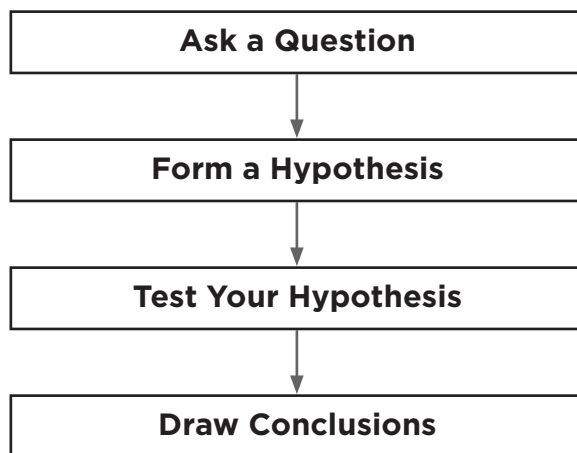 Ask a Question
Form a Hypothesis
Test Your Hypothesis
Draw Conclusions